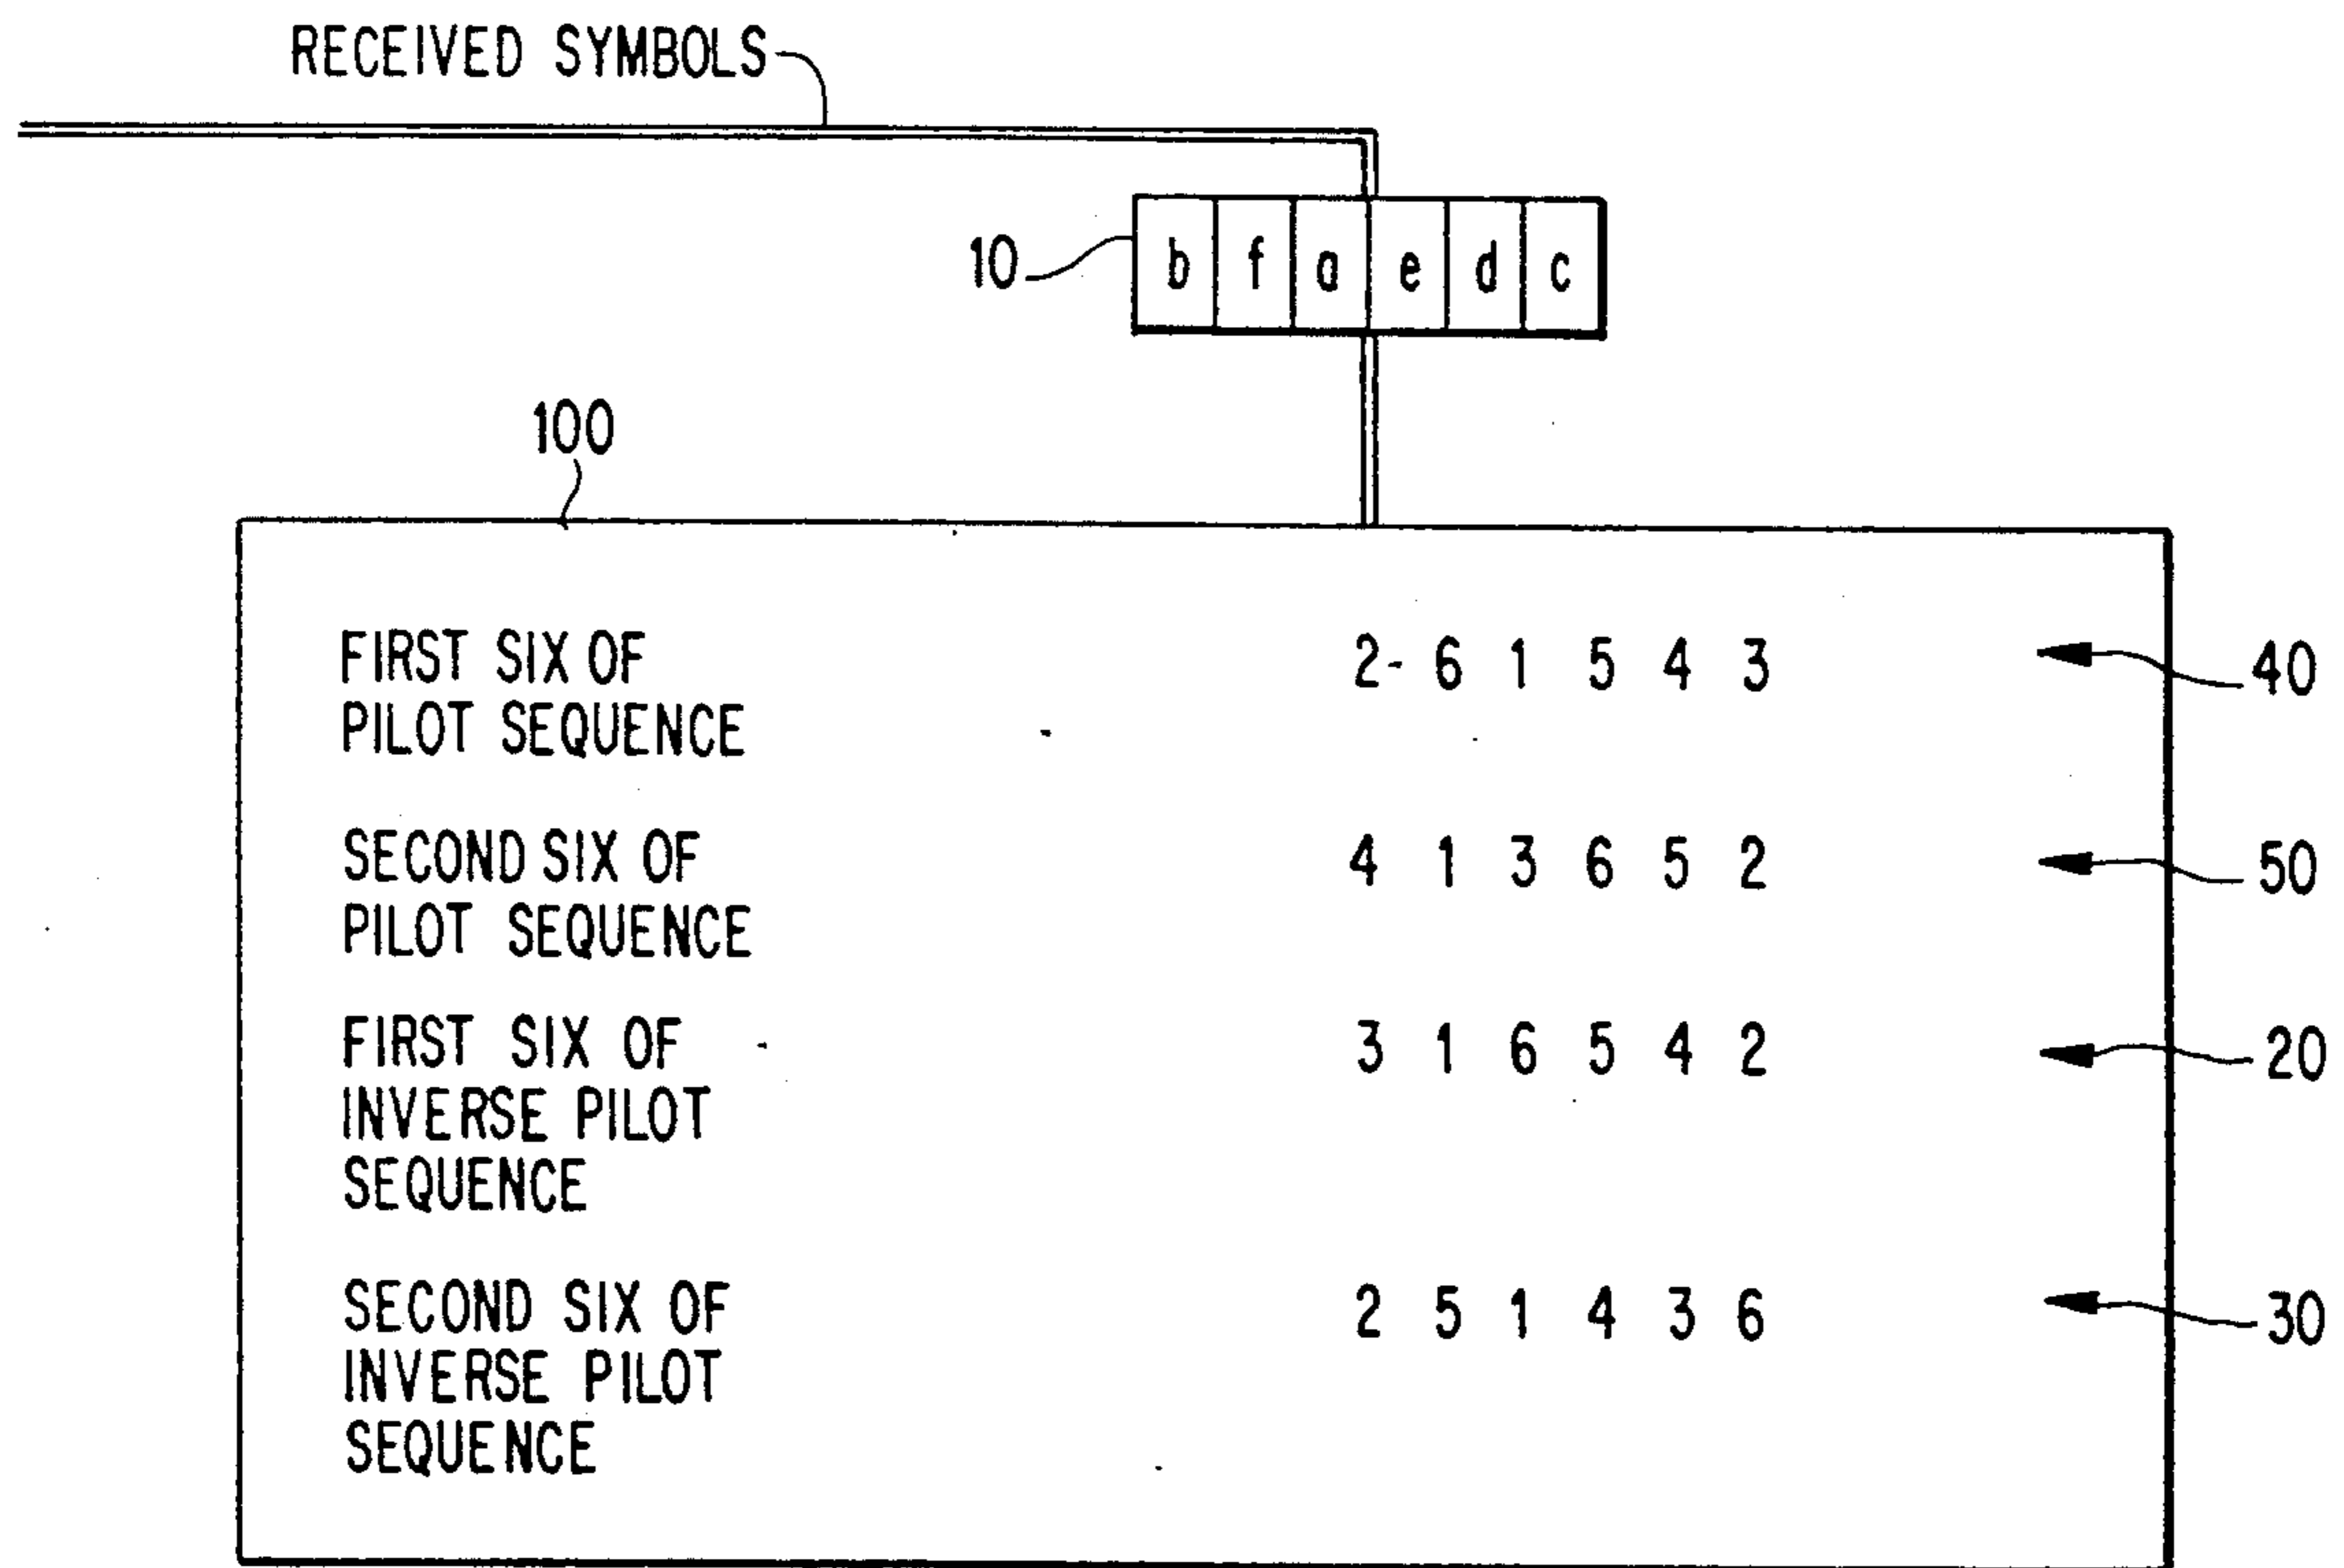 RECEIVED SYMBOLS
10 b f a e d c
100
FIRST SIX OF 2 6 1 5 4 3 40
PILOT SEQUENCE
SECOND SIX OF 4 1 3 6 5 2 50
PILOT SEQUENCE
FIRST SIX OF 3 1 6 5 4 2 20
INVERSE PILOT
SEQUENCE
SECOND SIX OF 2 5 1 4 3 6 30
INVERSE PILOT
SEQUENCE